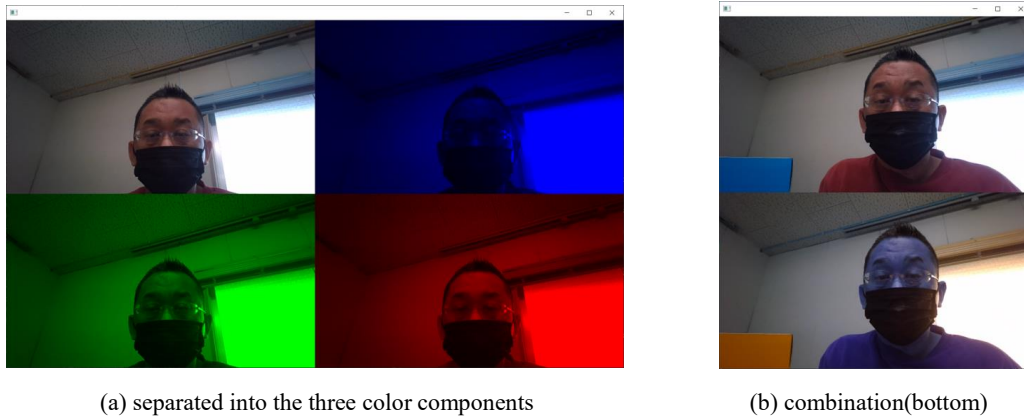 (a) separated into the three color components
(b) combination(bottom)